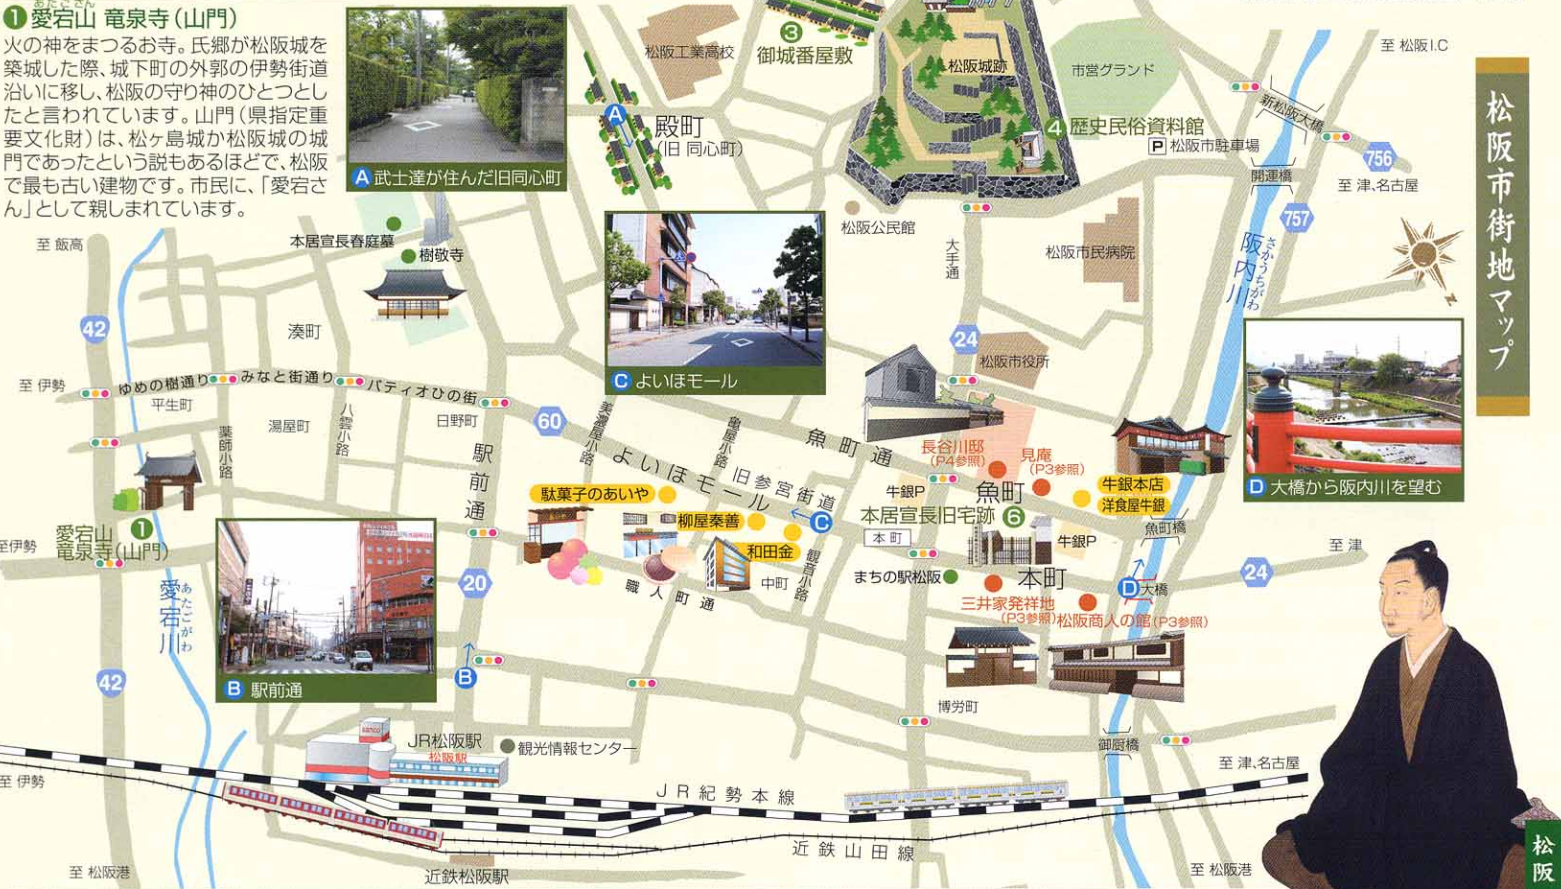 ❶ 愛宕山 竜泉寺（山門）
あたごさん
火の神をまつるお寺。氏郷が松阪城を
築城した際、城下町の外郭の伊勢街道
沿いに移し、松阪の守り神のひとつとし
たと言われています。山門（県指定重
要文化財）は、松ヶ島城か松阪城の城
門であったという説もあるほどで、松阪
で最も古い建物です。市民に、「愛宕さ
ん」として親しまれています。
A 武士達が住んだ旧同心町
松阪工業高校
❸
御城番屋敷
松阪城跡
市営グランド
至 松阪I.C
新松阪大橋
A
殿町
（旧 同心町）
❹ 歴史民俗資料館
P 松阪市駐車場
756
至 津、名古屋
開運橋
757
松阪市街地マップ
松阪公民館
大手通
松阪市民病院
阪内川
さかうちがわ
至 飯高
本居宣長春庭墓
樹敬寺
42
湊町
C よいほモール
24
松阪市役所
D 大橋から阪内川を望む
至 伊勢
ゆめの樹通り
みなと街通り
パティオひの街
平生町
薬師小路
湯屋町
八雲小路
日野町
60
美濃屋小路
亀屋小路
魚町通
長谷川邸
（P4参照）
見庵
（P3参照）
駅前通
よいほモール
旧参宮街道
C
牛銀P
魚町
牛銀本店
洋食屋牛銀
駄菓子のあいや
柳屋奉善
和田金
本居宣長旧宅跡 ❻
本町
牛銀P
魚町橋
愛宕山 ❶
竜泉寺（山門）
至伊勢
至 津
24
観音小路
中町
職人町通
まちの駅松阪
本町
D 大橋
三井家発祥地
（P3参照）
松阪商人の館（P3参照）
愛宕川
あたごがわ
20
B
B 駅前通
42
博労町
御厨橋
JR松阪駅
松阪駅
観光情報センター
至 津、名古屋
至 伊勢
JR紀勢本線
近鉄山田線
近鉄松阪駅
至 松阪港
至 松阪港
松阪